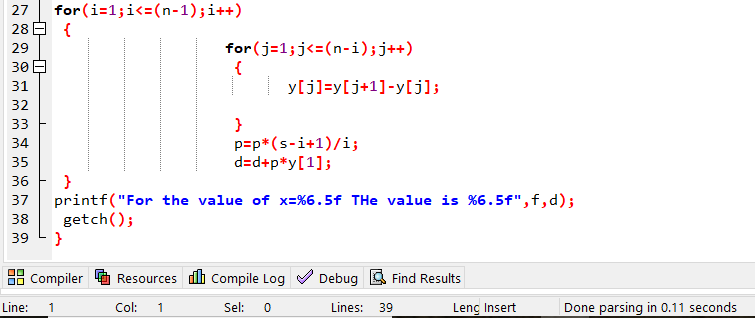 27 for(i=1;i<=(n-1);i++)
28 {
29 for(j=1;j<=(n-i);j++)
30 {
31 y[j]=y[j+1]-y[j];
32
33 }
34 p=p*(s-i+1)/i;
35 d=d+p*y[1];
36 }
37 printf("For the value of x=%6.5f THe value is %6.5f",f,d);
38 getch();
39 }
Compiler Resources Compile Log Debug Find Results
Line: 1 Col: 1 Sel: 0 Lines: 39 Leng Insert Done parsing in 0.11 seconds